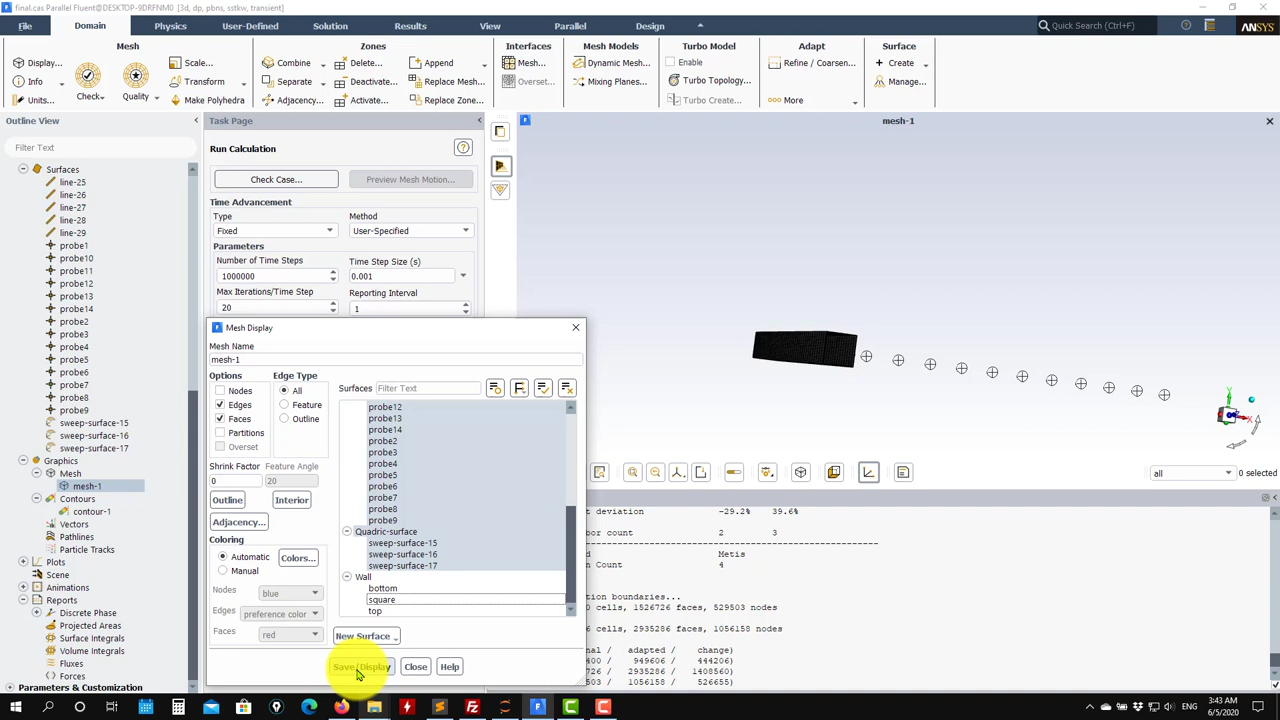 final.cas Parallel Fluent@DESKTOP-9DRFNM0 [3d, dp, pbns, sstkw, transient]
File Domain Physics User-Defined Solution Results View Parallel Design Quick Search (Ctrl+F) ANSYS
Mesh Zones Interfaces Mesh Models Turbo Model Adapt Surface
Display... Scale... Combine Delete... Append Mesh... Dynamic Mesh... Enable Refine / Coarsen... Create
Info Check Quality Transform Separate Deactivate... Replace Mesh... Overset... Mixing Planes... Turbo Topology... Manage...
Units... Make Polyhedra Adjacency... Activate... Replace Zone... Turbo Create... More
Outline View
Filter Text
Surfaces
line-25
line-26
line-27
line-28
line-29
probe1
probe10
probe11
probe12
probe13
probe14
probe2
probe3
probe4
probe5
probe6
probe7
probe8
probe9
sweep-surface-15
sweep-surface-16
sweep-surface-17
Graphics
Mesh
mesh-1
Contours
contour-1
Vectors
Pathlines
Particle Tracks
Plots
Scene
Animations
Reports
Discrete Phase
Projected Areas
Surface Integrals
Volume Integrals
Fluxes
Forces
Parameters & Customization
Task Page
Run Calculation
Check Case... Preview Mesh Motion...
Time Advancement
Type Method
Fixed User-Specified
Parameters
Number of Time Steps Time Step Size (s)
1000000 0.001
Max Iterations/Time Step Reporting Interval
20 1
Mesh Display
Mesh Name
mesh-1
Options Edge Type Surfaces Filter Text
Nodes All
Edges Feature
Faces Outline
Partitions
Overset
Shrink Factor Feature Angle
0 20
Outline Interior
Adjacency...
Coloring
Automatic Colors...
Manual
Nodes blue
Edges preference color
Faces red
probe12
probe13
probe14
probe2
probe3
probe4
probe5
probe6
probe7
probe8
probe9
Quadric-surface
sweep-surface-15
sweep-surface-16
sweep-surface-17
Wall
bottom
square
top
New Surface
Save/Display Close Help
mesh-1
Y
X
all 0 selected
t deviation -29.2% 39.6%
bor count 2 3
d Metis
n Count 4
tion boundaries...
0 cells, 1526726 faces, 529503 nodes
6 cells, 2935286 faces, 1056158 nodes
nal / adapted / change)
400 / 949606 / 444206)
726 / 2935286 / 1408560)
503 / 1056158 / 526655)
ENG 3:43 AM
6/5/2020